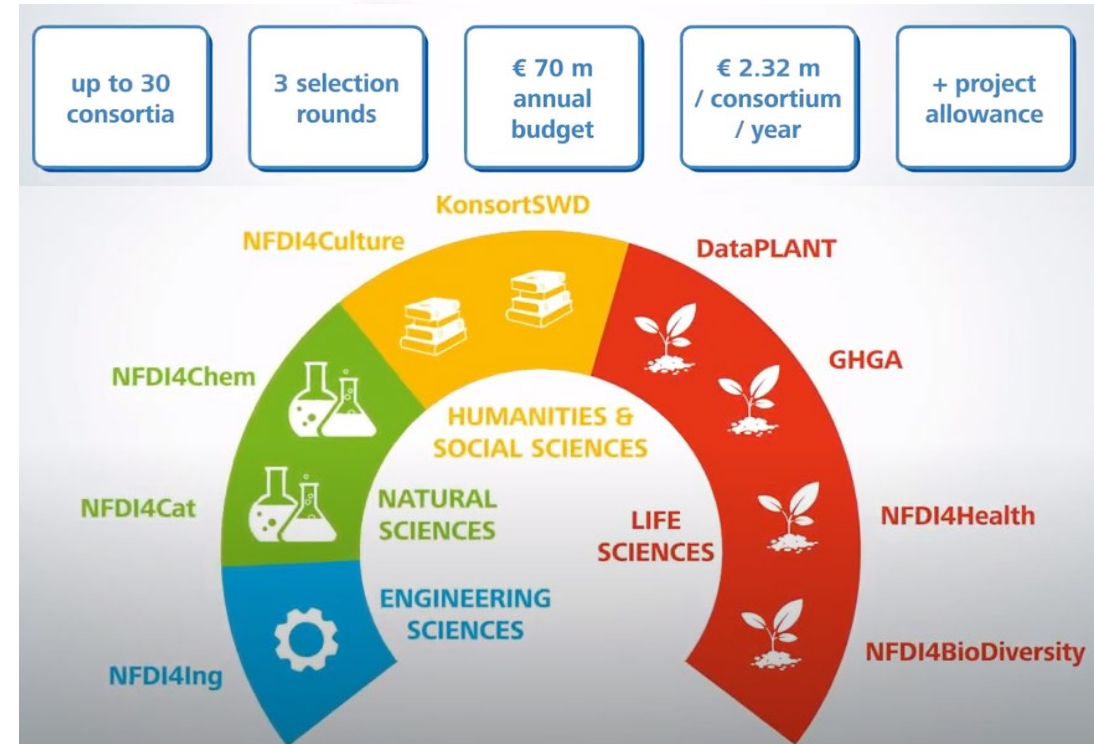 up to 30
consortia
3 selection
rounds
€ 70 m
annual
budget
€ 2.32 m
/ consortium
/ year
+ project
allowance
KonsortSWD
NFDI4Culture
DataPLANT
GHGA
NFDI4Chem
HUMANITIES &
SOCIAL SCIENCES
NFDI4Cat
NATURAL
SCIENCES
LIFE
SCIENCES
NFDI4Health
ENGINEERING
SCIENCES
NFDI4Ing
NFDI4BioDiversity